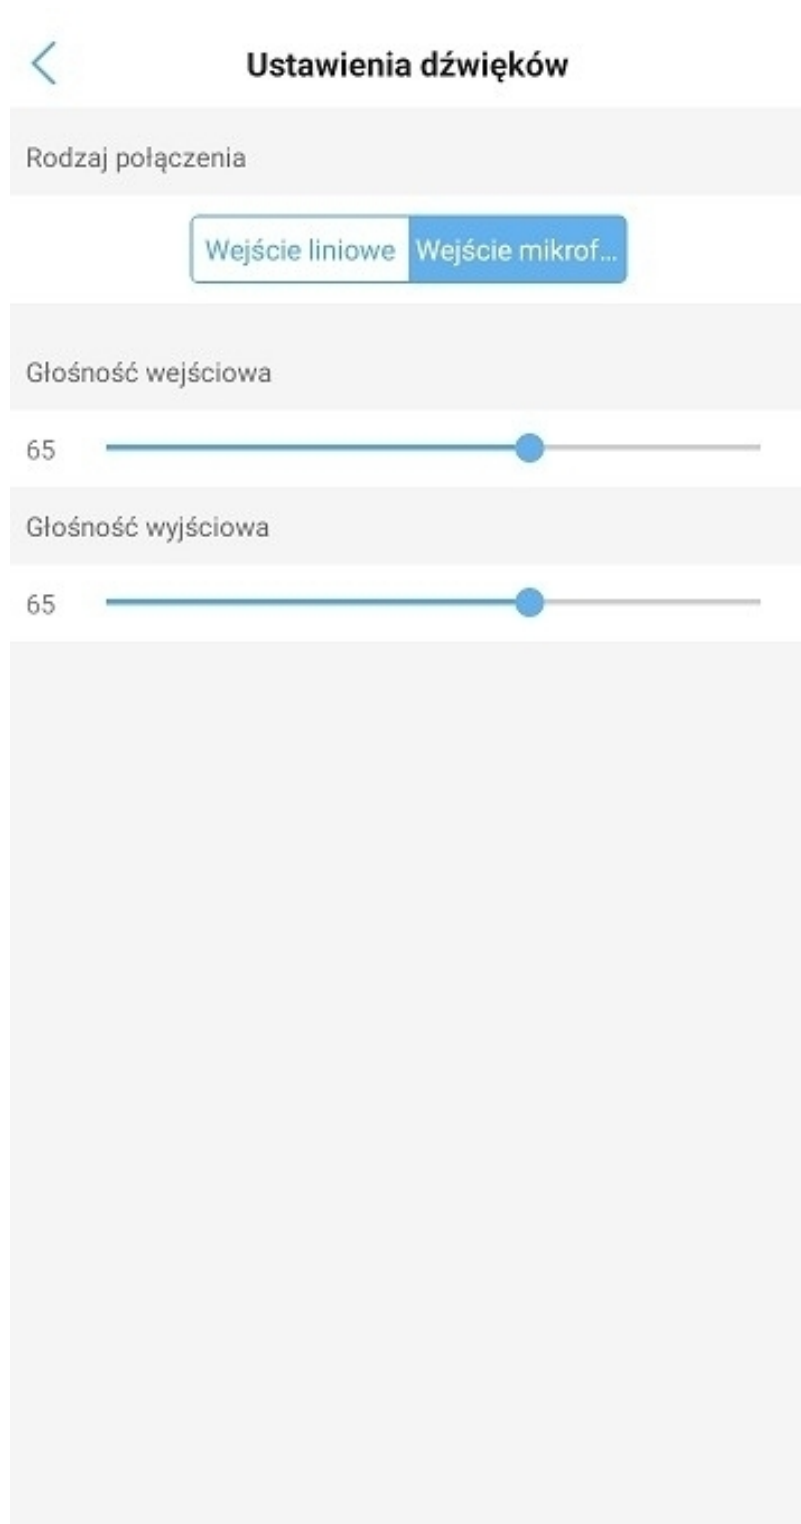 Ustawienia dźwięków
Rodzaj połączenia
Wejście liniowe Wejście mikrof...
Głośność wejściowa
65
Głośność wyjściowa
65